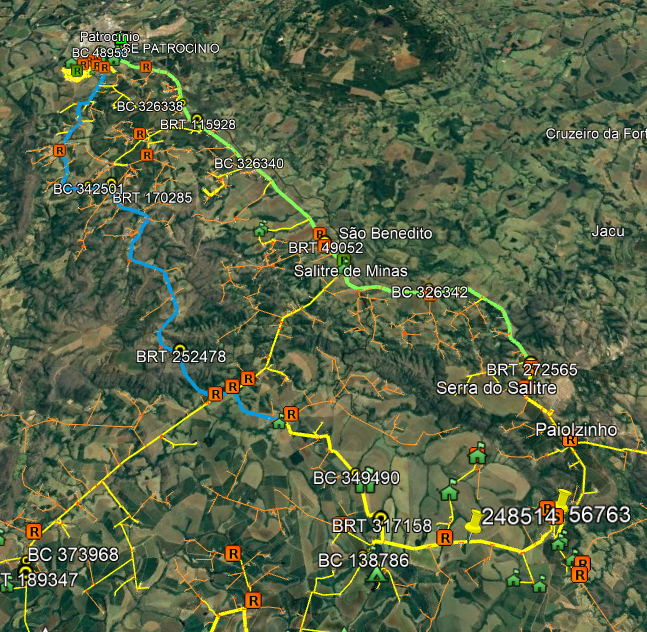 Patrocínio
SE PATROCÍNIO
BC 48953
R
R
R
R
BC 326338
BRT 115928
Cruzeiro da Fort
R
R
R
BC 326340
BC 342501
BRT 170285
São Benedito
Jacu
R
BRT 49052
Salitre de Minas
BC 326342
BRT 252478
BRT 272565
Serra do Salitre
R
R
R
R
Paiolzinho
R
BC 349490
248514
56763
R
BRT 317158
R
R
BC 373968
R
BC 138786
T 189347
R
R
R